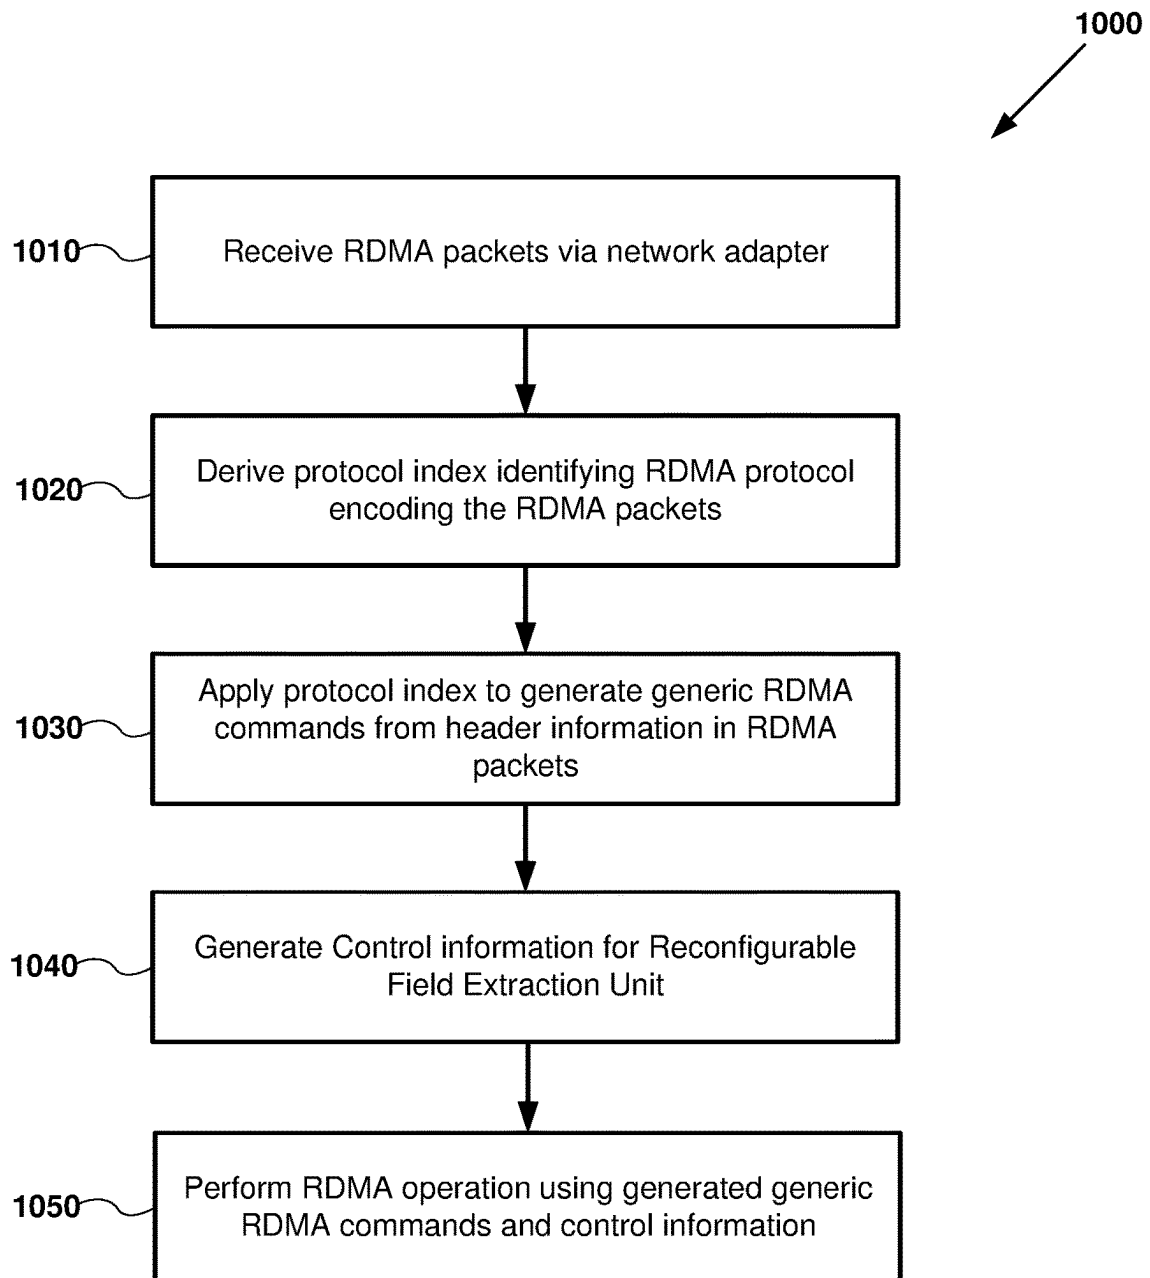 1000
1010
Receive RDMA packets via network adapter
1020
Derive protocol index identifying RDMA protocol
encoding the RDMA packets
1030
Apply protocol index to generate generic RDMA
commands from header information in RDMA
packets
1040
Generate Control information for Reconfigurable
Field Extraction Unit
1050
Perform RDMA operation using generated generic
RDMA commands and control information